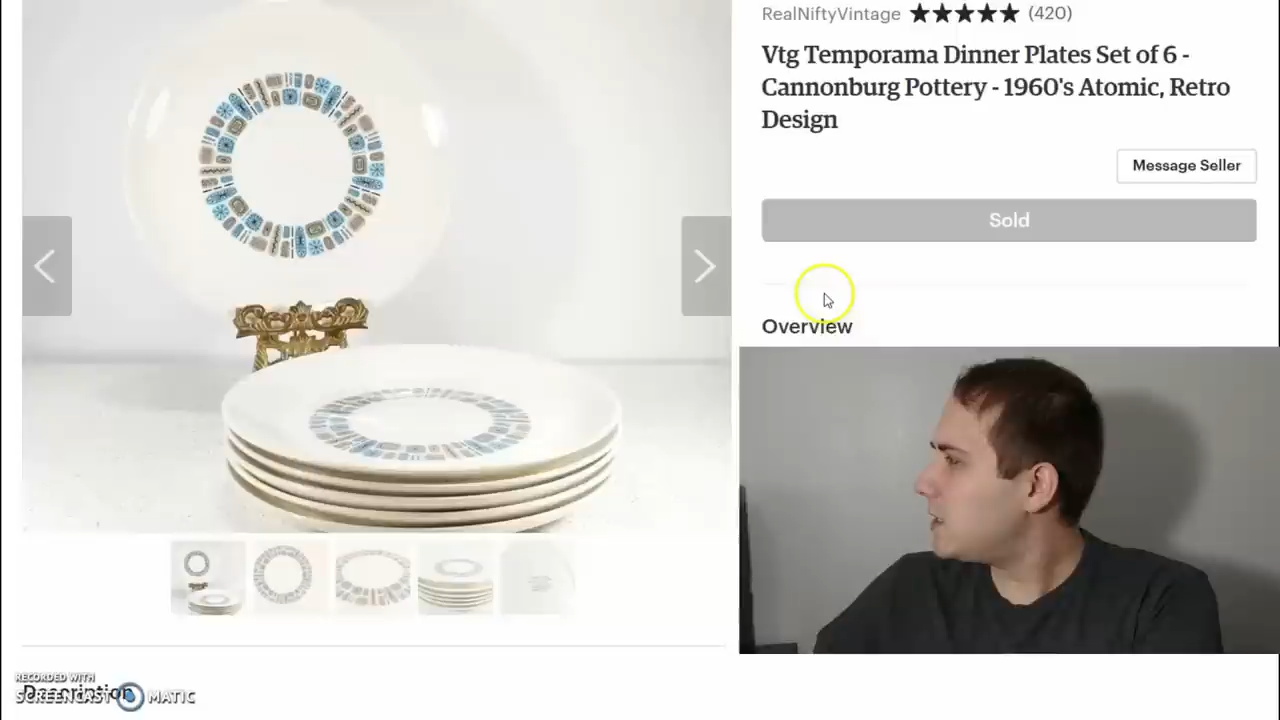 RealNiftyVintage ★★★★★ (420)
Vtg Temporama Dinner Plates Set of 6 -
Cannonburg Pottery - 1960's Atomic, Retro
Design
Message Seller
Sold
Overview
RECORDED WITH
SCREENCAST MATIC
Description